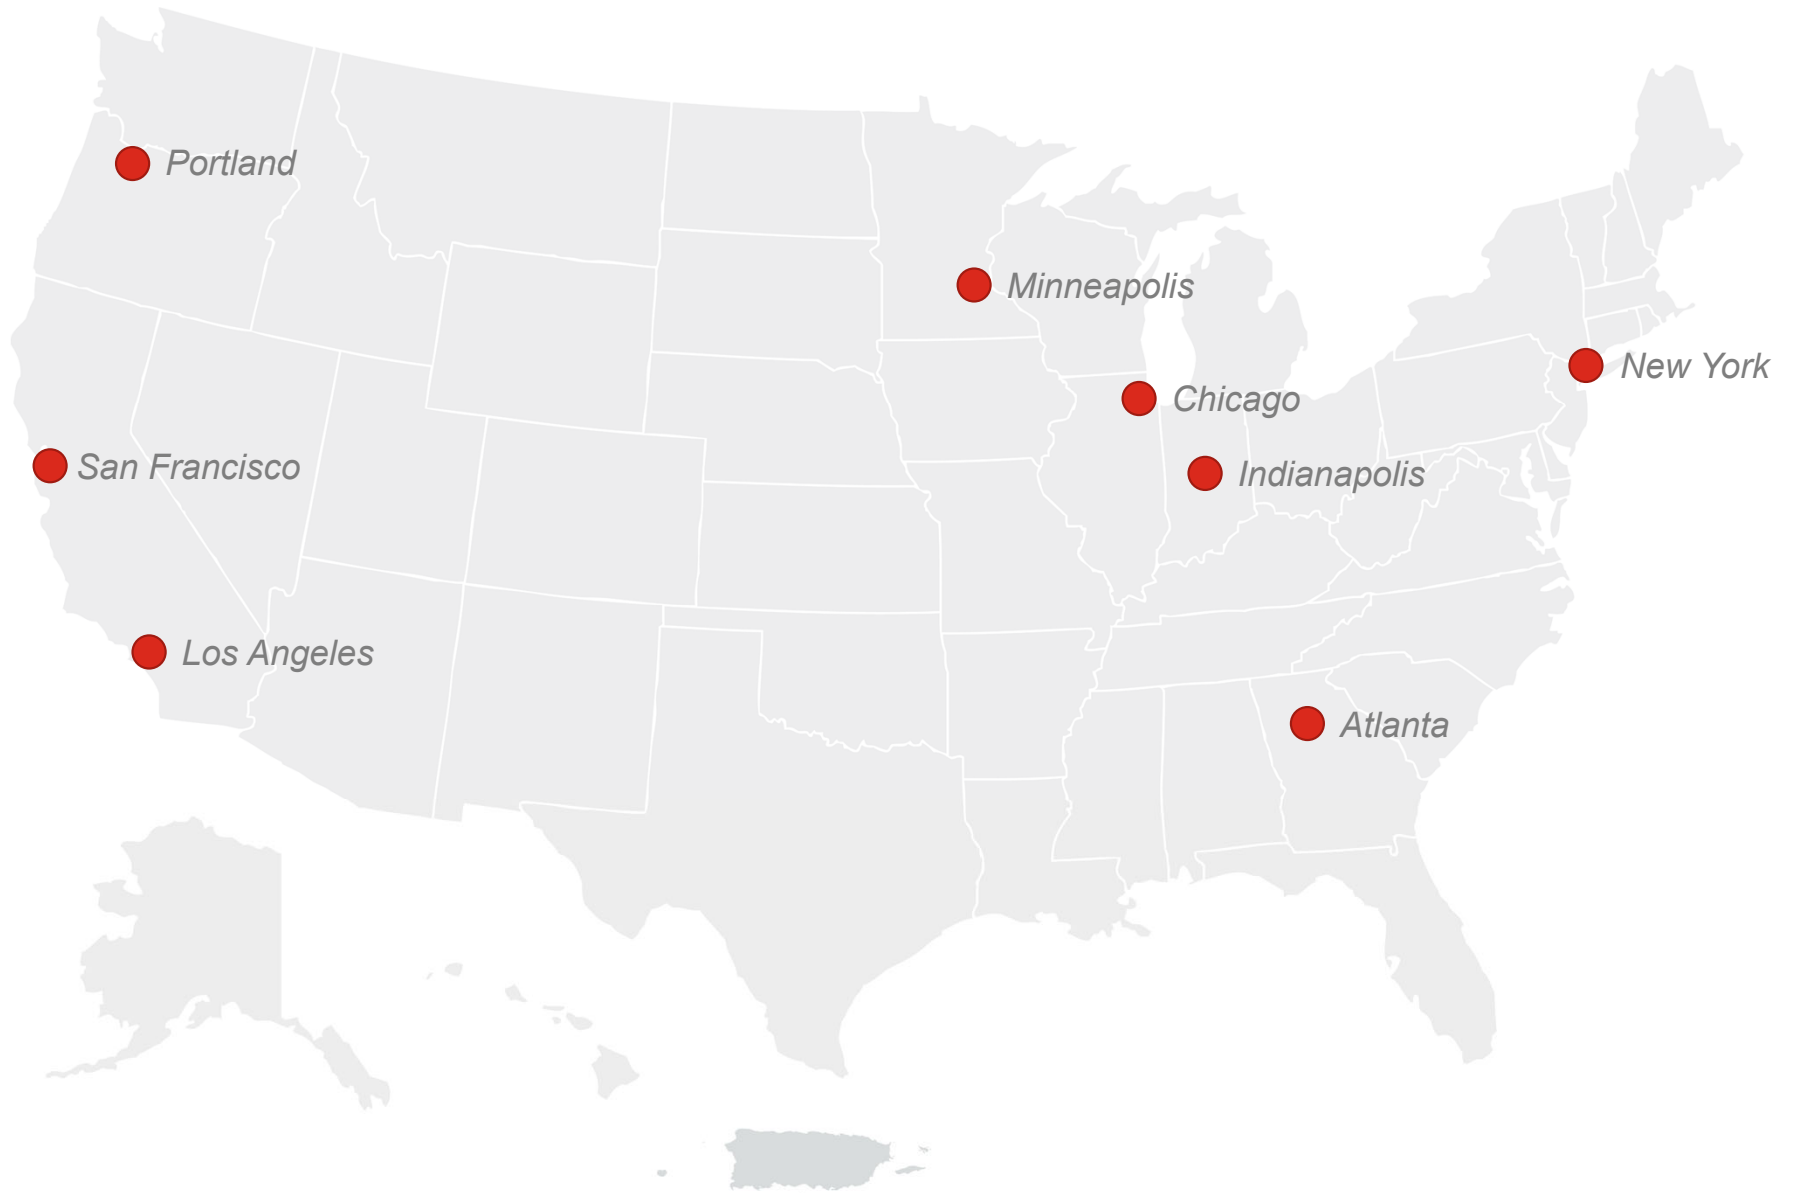 Portland
Minneapolis
New York
Chicago
San Francisco
Indianapolis
Los Angeles
Atlanta